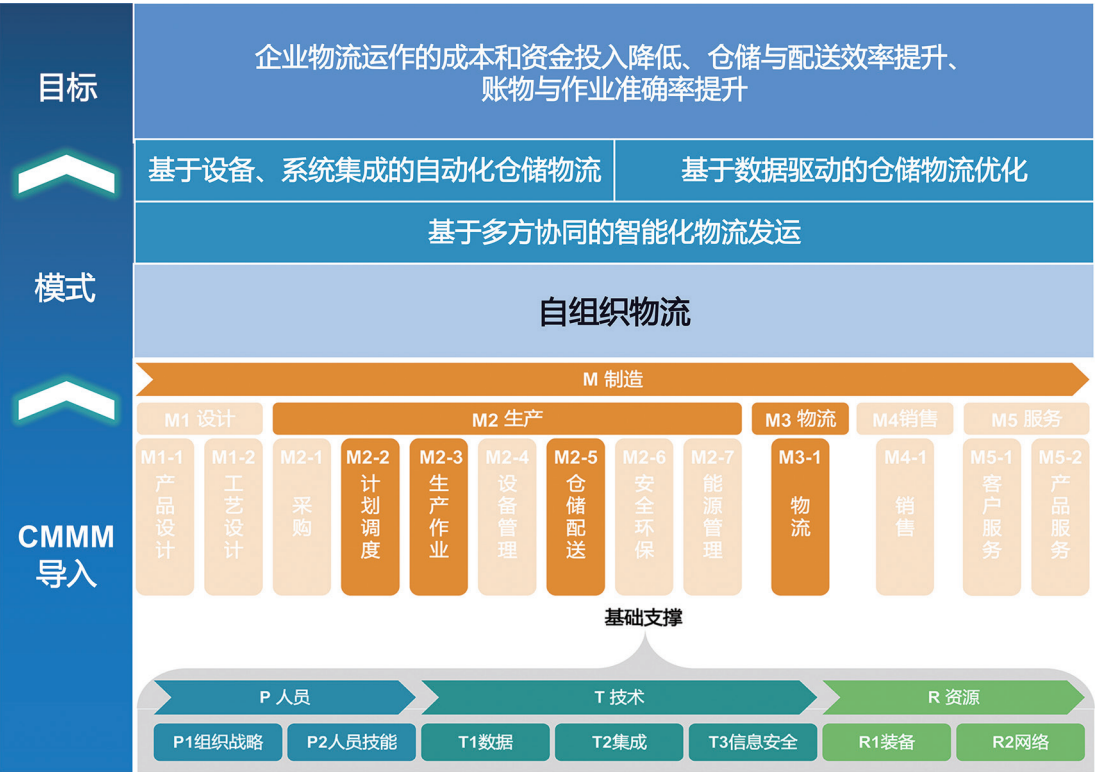 目标
企业物流运作的成本和资金投入降低、仓储与配送效率提升、
账物与作业准确率提升
基于设备、系统集成的自动化仓储物流
基于数据驱动的仓储物流优化
基于多方协同的智能化物流发运
模式
自组织物流
CMMM
导入
M 制造
M1 设计
M2 生产
M3 物流
M4销售
M5 服务
M1-1
产品设计
M1-2
工艺设计
M2-1
采购
M2-2
计划调度
M2-3
生产作业
M2-4
设备管理
M2-5
仓储配送
M2-6
安全环保
M2-7
能源管理
M3-1
物流
M4-1
销售
M5-1
客户服务
M5-2
产品服务
基础支撑
P 人员
T 技术
R 资源
P1组织战略
P2人员技能
T1数据
T2集成
T3信息安全
R1装备
R2网络